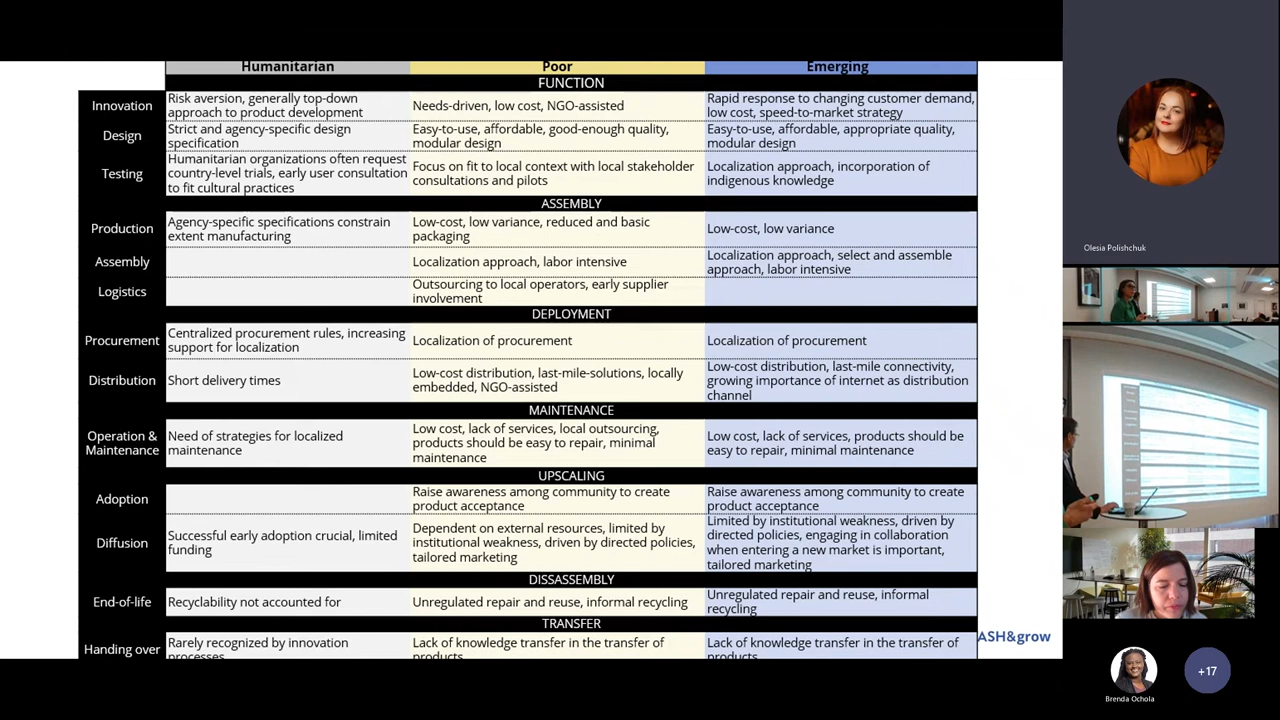 Humanitarian Poor Emerging
FUNCTION
Innovation
Risk aversion, generally top-down
approach to product development
Needs-driven, low cost, NGO-assisted
Rapid response to changing customer demand,
low cost, speed-to-market strategy
Design
Strict and agency-specific design
specification
Easy-to-use, affordable, good-enough quality,
modular design
Easy-to-use, affordable, appropriate quality,
modular design
Testing
Humanitarian organizations often request
country-level trials, early user consultation
to fit cultural practices
Focus on fit to local context with local stakeholder
consultations and pilots
Localization approach, incorporation of
indigenous knowledge
ASSEMBLY
Production
Agency-specific specifications constrain
extent manufacturing
Low-cost, low variance, reduced and basic
packaging
Low-cost, low variance
Assembly
Localization approach, labor intensive
Localization approach, select and assemble
approach, labor intensive
Logistics
Outsourcing to local operators, early supplier
involvement
DEPLOYMENT
Procurement
Centralized procurement rules, increasing
support for localization
Localization of procurement
Localization of procurement
Distribution
Short delivery times
Low-cost distribution, last-mile-solutions, locally
embedded, NGO-assisted
Low-cost distribution, last-mile connectivity,
growing importance of internet as distribution
channel
MAINTENANCE
Operation &
Maintenance
Need of strategies for localized
maintenance
Low cost, lack of services, local outsourcing,
products should be easy to repair, minimal
maintenance
Low cost, lack of services, products should be
easy to repair, minimal maintenance
UPSCALING
Adoption
Raise awareness among community to create
product acceptance
Raise awareness among community to create
product acceptance
Diffusion
Successful early adoption crucial, limited
funding
Dependent on external resources, limited by
institutional weakness, driven by directed policies,
tailored marketing
Limited by institutional weakness, driven by
directed policies, engaging in collaboration
when entering a new market is important,
tailored marketing
DISSASSEMBLY
End-of-life
Recyclability not accounted for
Unregulated repair and reuse, informal recycling
Unregulated repair and reuse, informal
recycling
TRANSFER
Handing over
Rarely recognized by innovation
processes
Lack of knowledge transfer in the transfer of
products
Lack of knowledge transfer in the transfer of
products
ASH&grow
Olesia Polishchuk
Brenda Ochola
+17